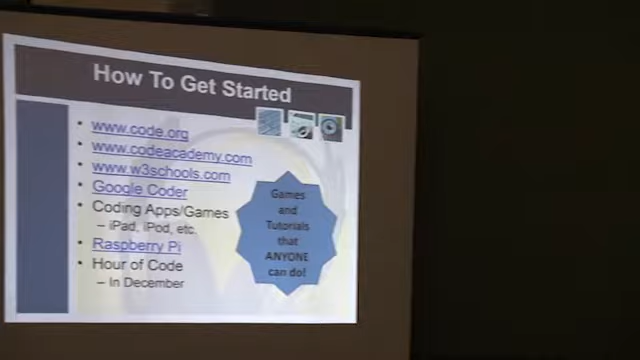 How To Get Started
• www.code.org
• www.codeacademy.com
• www.w3schools.com
• Google Coder
• Coding Apps/Games
– iPad, iPod, etc.
• Raspberry Pi
• Hour of Code
– In December
Games
and
Tutorials
that
ANYONE
can do!